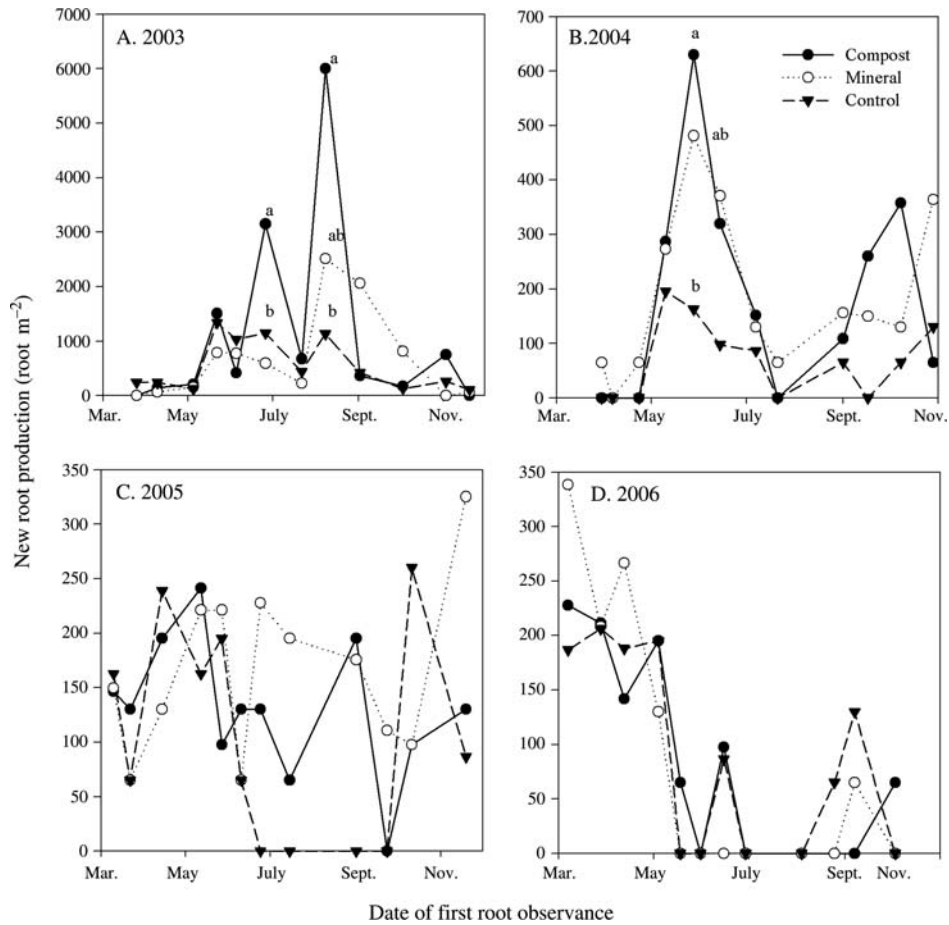 A. 2003
7000
6000
5000
4000
3000
2000
1000
0
a
a
ab
b
b
Mar.
May
July
Sept.
Nov.
B.2004
700
600
500
400
300
200
100
0
a
ab
b
Compost
Mineral
Control
Mar.
May
July
Sept.
Nov.
New root production (root m⁻²)
C. 2005
350
300
250
200
150
100
50
0
Mar.
May
July
Sept.
Nov.
D. 2006
350
300
250
200
150
100
50
0
Mar.
May
July
Sept.
Nov.
Date of first root observance